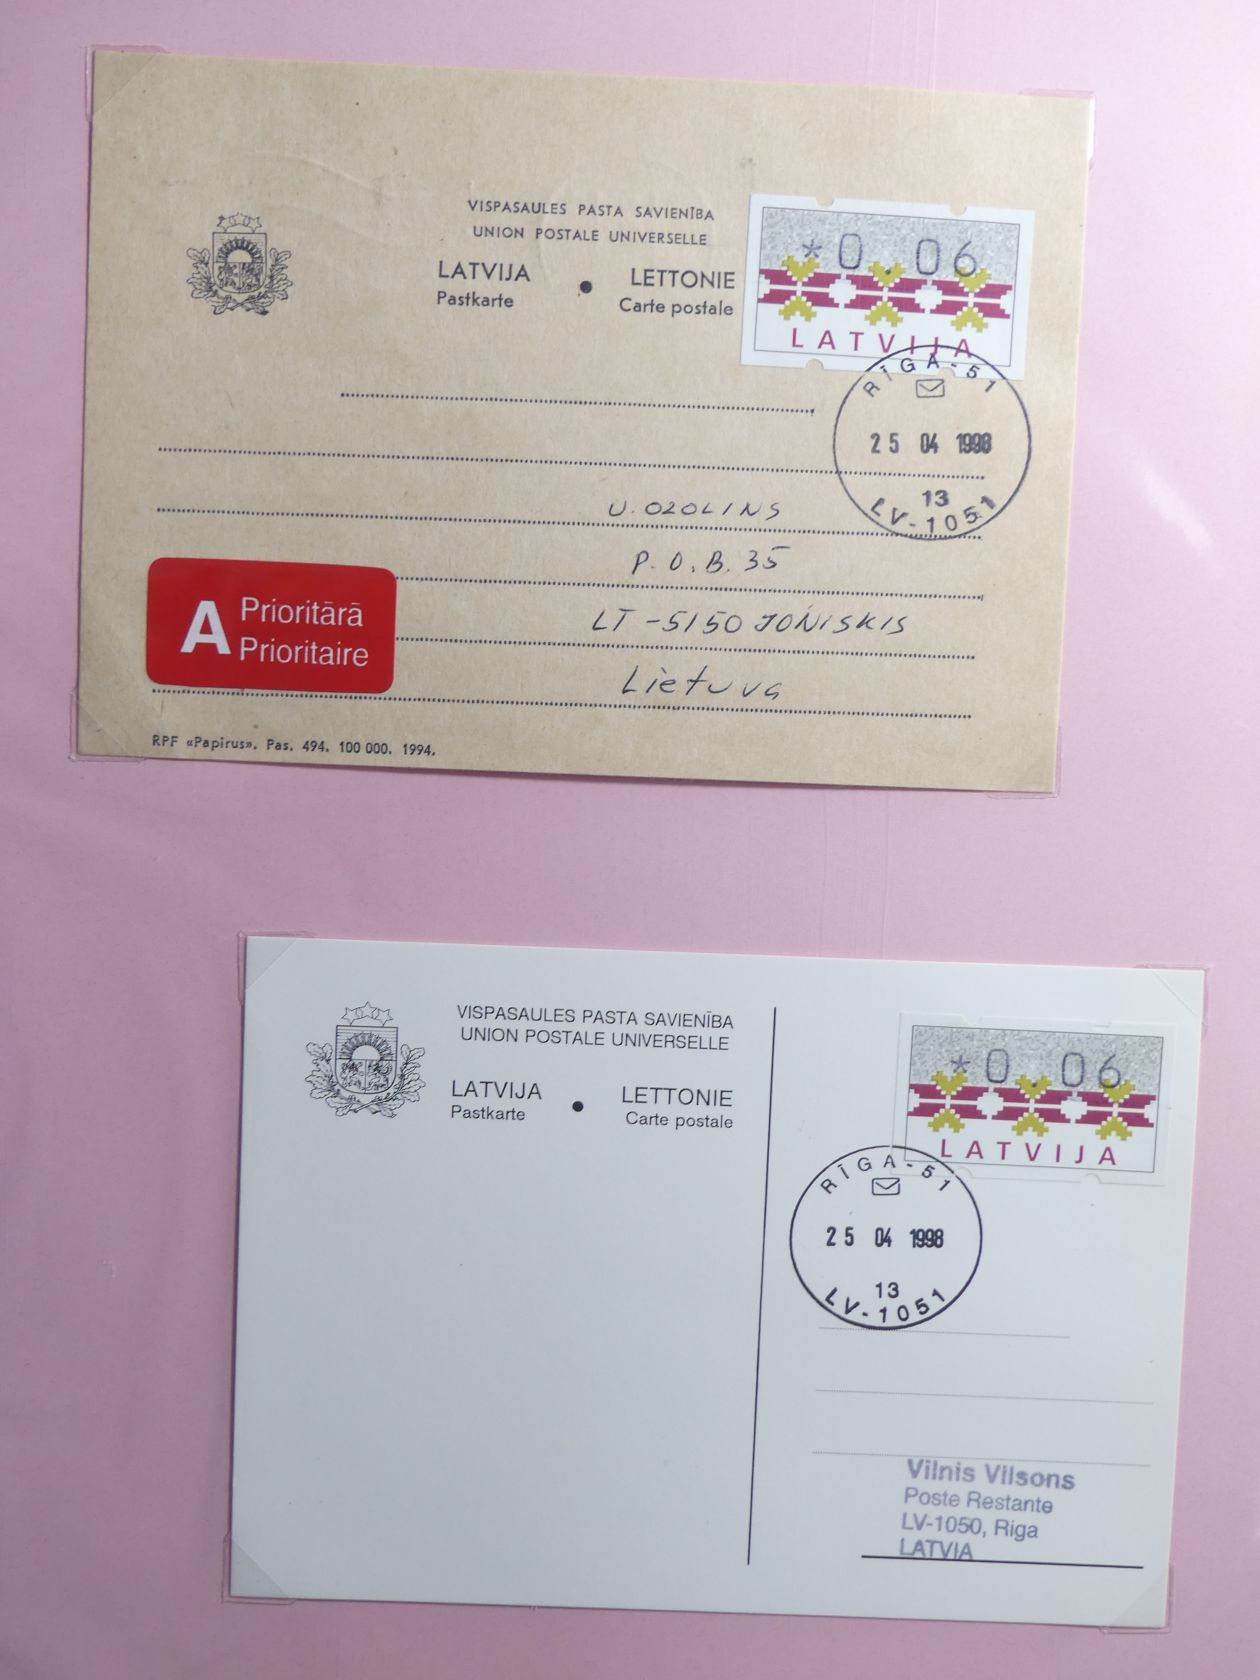 VISPASAULES PASTA SAVIENĪBA
UNION POSTALE UNIVERSELLE
LATVIJA • LETTONIE
Pastkarte Carte postale
*0.06
LATVIJA
RĪGA-51
25 04 1998
13
LV-1051
U. OZOLINS
P.O.B. 35
LT-5150 JONISKIS
Lietuva
A Prioritārā
Prioritaire
RPF «Papirus». Pas. 494. 100 000. 1994.
VISPASAULES PASTA SAVIENĪBA
UNION POSTALE UNIVERSELLE
LATVIJA • LETTONIE
Pastkarte Carte postale
*0.06
LATVIJA
RĪGA-51
25 04 1998
13
LV-1051
Vilnis Vilsons
Poste Restante
LV-1050, Riga
LATVIA